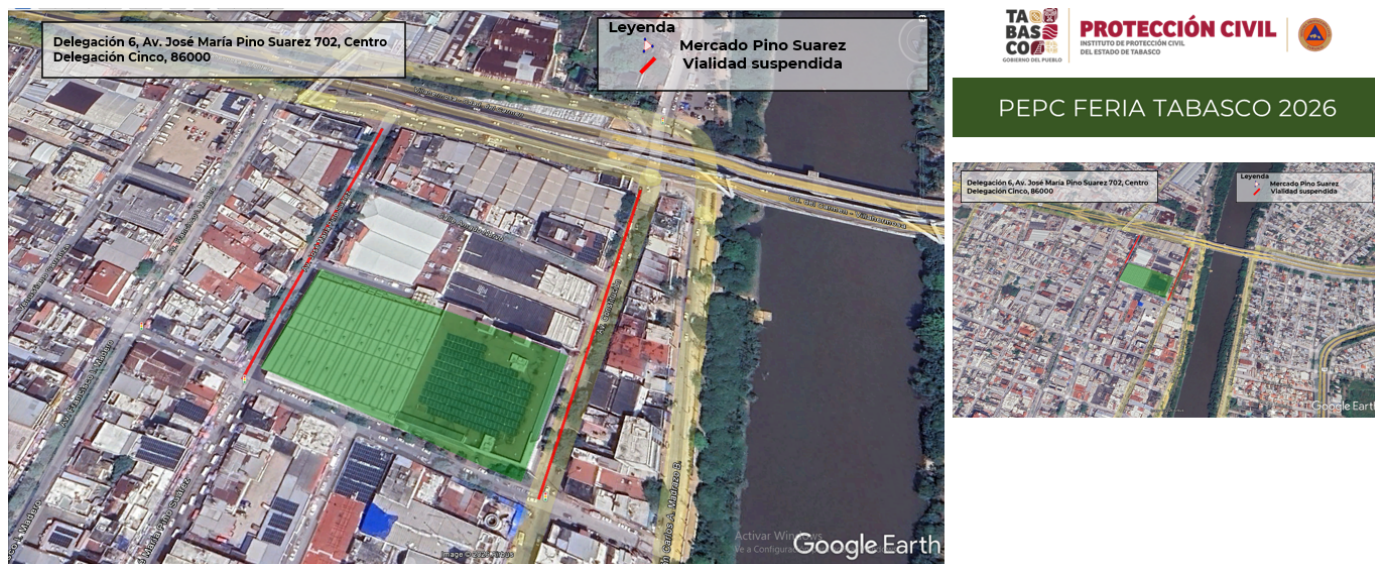 Delegación 6, Av. José María Pino Suarez 702, Centro
Delegación Cinco, 86000
Leyenda
Mercado Pino Suarez
Vialidad suspendida
Activar Windows
Google Earth
TA
BAS
CO
GOBIERNO DEL PUEBLO
PROTECCIÓN CIVIL
INSTITUTO DE PROTECCIÓN CIVIL
DEL ESTADO DE TABASCO
PEPC FERIA TABASCO 2026
Delegación 6, Av. José María Pino Suarez 702, Centro
Delegación Cinco, 86000
Leyenda
Mercado Pino Suarez
Vialidad suspendida
Google Earth